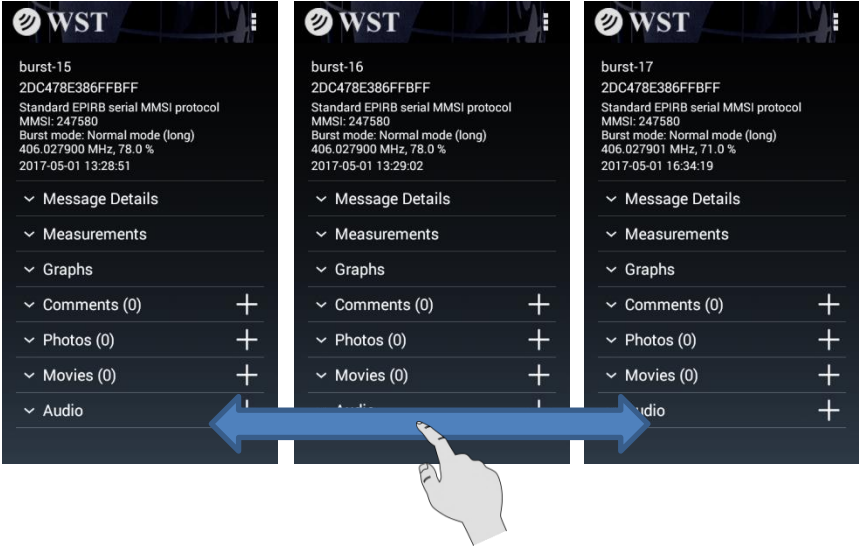 WST
burst-15
2DC478E386FFBFF
Standard EPIRB serial MMSI protocol
MMSI: 247580
Burst mode: Normal mode (long)
406.027900 MHz, 78.0 %
2017-05-01 13:28:51
Message Details
Measurements
Graphs
Comments (0)
Photos (0)
Movies (0)
Audio
WST
burst-16
2DC478E386FFBFF
Standard EPIRB serial MMSI protocol
MMSI: 247580
Burst mode: Normal mode (long)
406.027900 MHz, 78.0 %
2017-05-01 13:29:02
Message Details
Measurements
Graphs
Comments (0)
Photos (0)
Movies (0)
WST
burst-17
2DC478E386FFBFF
Standard EPIRB serial MMSI protocol
MMSI: 247580
Burst mode: Normal mode (long)
406.027901 MHz, 71.0 %
2017-05-01 16:34:19
Message Details
Measurements
Graphs
Comments (0)
Photos (0)
Movies (0)